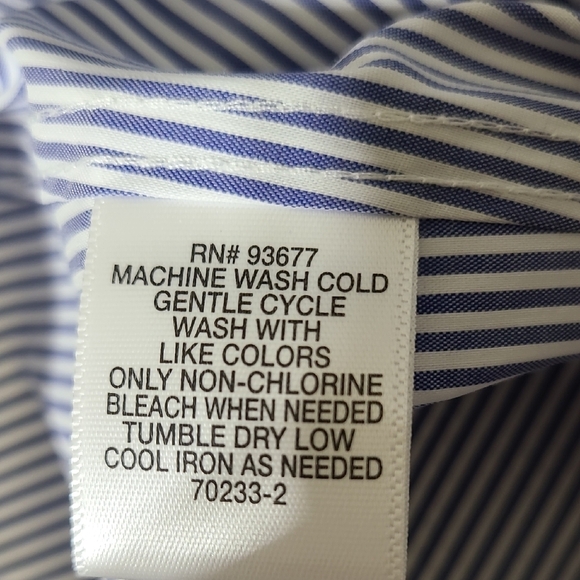 RN# 93677
MACHINE WASH COLD
GENTLE CYCLE
WASH WITH
LIKE COLORS
ONLY NON-CHLORINE
BLEACH WHEN NEEDED
TUMBLE DRY LOW
COOL IRON AS NEEDED
70233-2